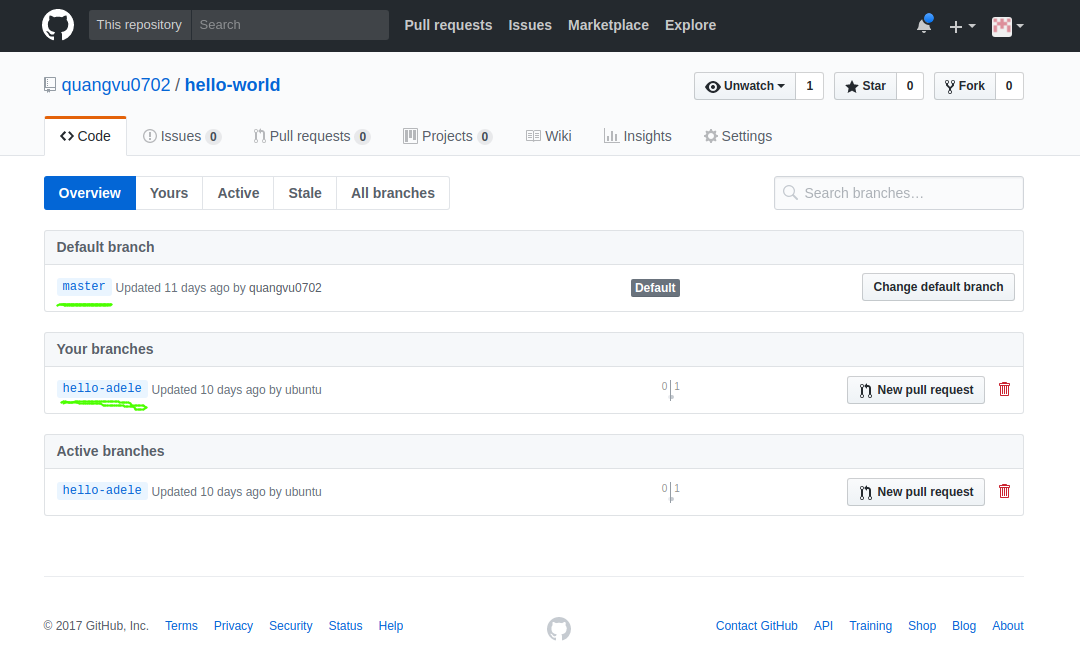 This repository Search Pull requests Issues Marketplace Explore
quangvu0702 / hello-world Unwatch 1 Star 0 Fork 0
Code Issues 0 Pull requests 0 Projects 0 Wiki Insights Settings
Overview Yours Active Stale All branches Search branches…
Default branch
master Updated 11 days ago by quangvu0702 Default Change default branch
Your branches
hello-adele Updated 10 days ago by ubuntu 0 1 New pull request
Active branches
hello-adele Updated 10 days ago by ubuntu 0 1 New pull request
© 2017 GitHub, Inc. Terms Privacy Security Status Help Contact GitHub API Training Shop Blog About